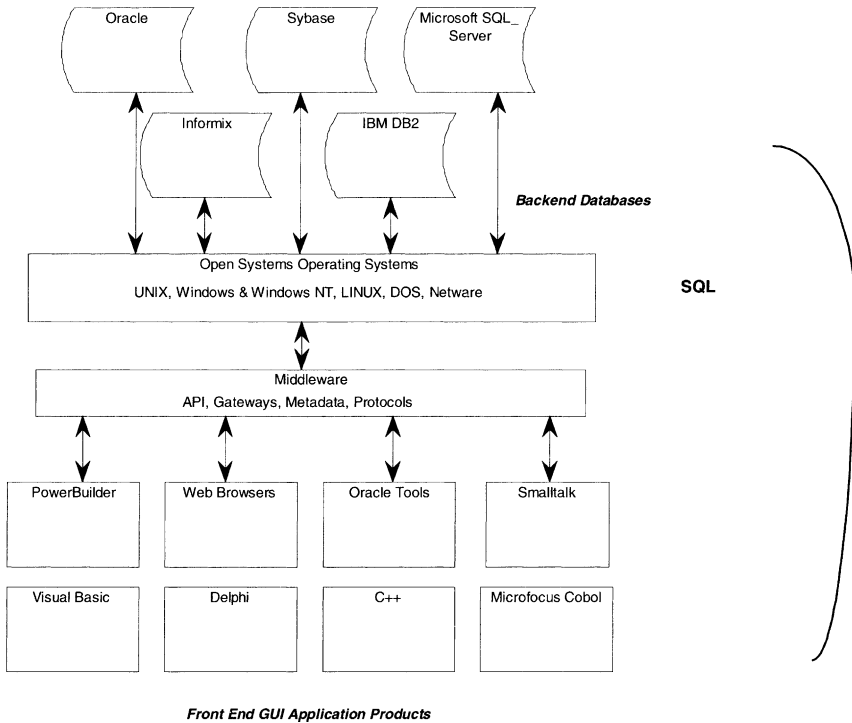 Oracle
Sybase
Microsoft SQL_
Server
Informix
IBM DB2
Backend Databases
Open Systems Operating Systems
UNIX, Windows & Windows NT, LINUX, DOS, Netware
SQL
Middleware
API, Gateways, Metadata, Protocols
PowerBuilder
Web Browsers
Oracle Tools
Smalltalk
Visual Basic
Delphi
C++
Microfocus Cobol
Front End GUI Application Products